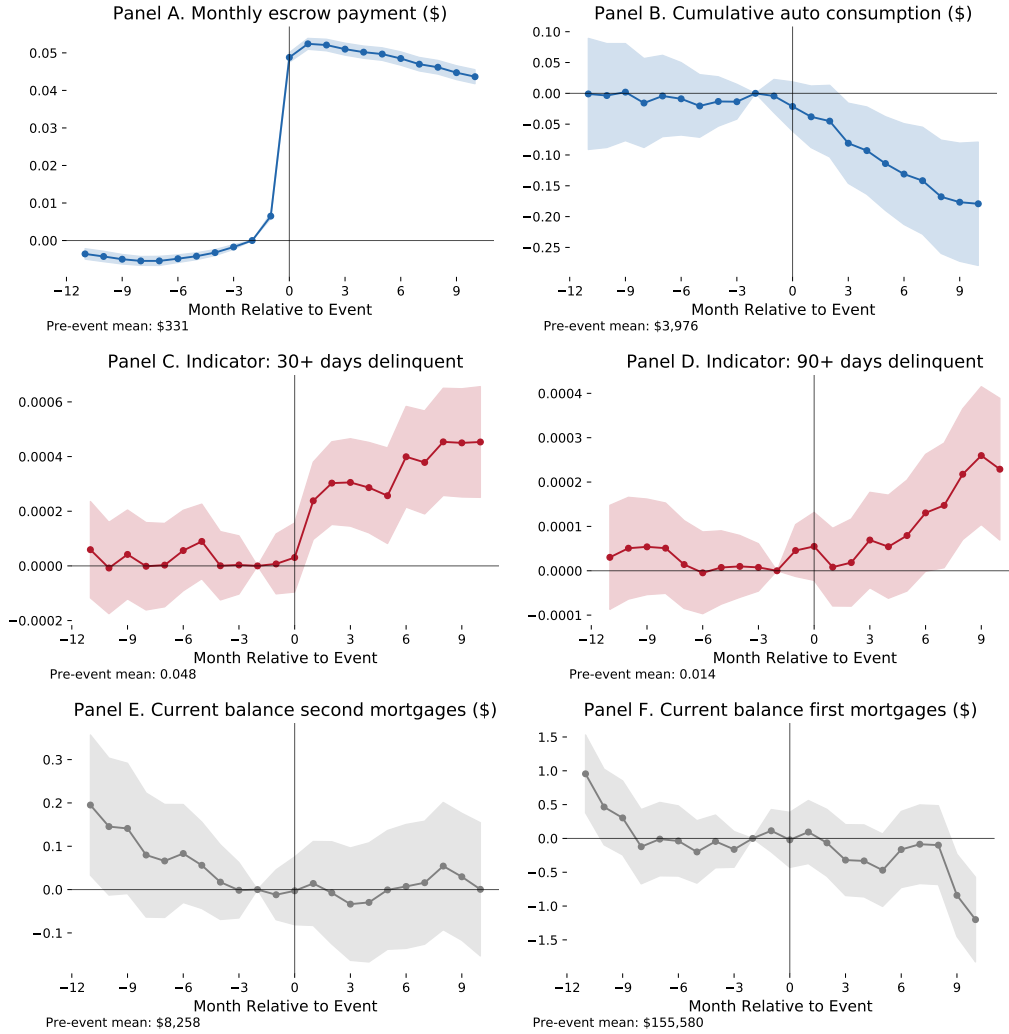 Panel A. Monthly escrow payment ($)
0.05
0.04
0.03
0.02
0.01
0.00
−12 −9 −6 −3 0 3 6 9
Month Relative to Event
Pre-event mean: $331
Panel B. Cumulative auto consumption ($)
0.10
0.05
0.00
−0.05
−0.10
−0.15
−0.20
−0.25
−12 −9 −6 −3 0 3 6 9
Month Relative to Event
Pre-event mean: $3,976
Panel C. Indicator: 30+ days delinquent
0.0006
0.0004
0.0002
0.0000
−0.0002
−12 −9 −6 −3 0 3 6 9
Month Relative to Event
Pre-event mean: 0.048
Panel D. Indicator: 90+ days delinquent
0.0004
0.0003
0.0002
0.0001
0.0000
−0.0001
−12 −9 −6 −3 0 3 6 9
Month Relative to Event
Pre-event mean: 0.014
Panel E. Current balance second mortgages ($)
0.3
0.2
0.1
0.0
−0.1
−12 −9 −6 −3 0 3 6 9
Month Relative to Event
Pre-event mean: $8,258
Panel F. Current balance first mortgages ($)
1.5
1.0
0.5
0.0
−0.5
−1.0
−1.5
−12 −9 −6 −3 0 3 6 9
Month Relative to Event
Pre-event mean: $155,580